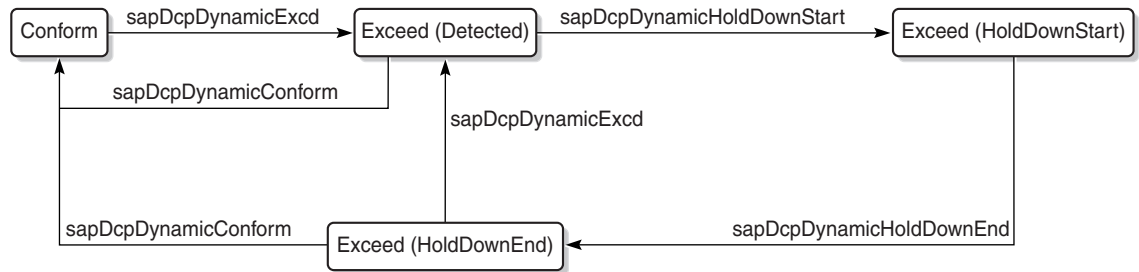 sapDcpDynamicExcd
sapDcpDynamicHoldDownStart
Conform
Exceed (Detected)
Exceed (HoldDownStart)
sapDcpDynamicConform
sapDcpDynamicExcd
sapDcpDynamicConform
sapDcpDynamicHoldDownEnd
Exceed (HoldDownEnd)